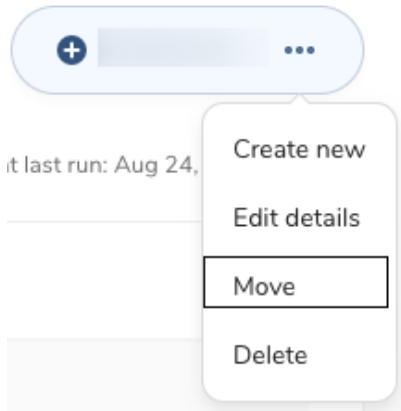 Create new
t last run: Aug 24,
Edit details
Move
Delete